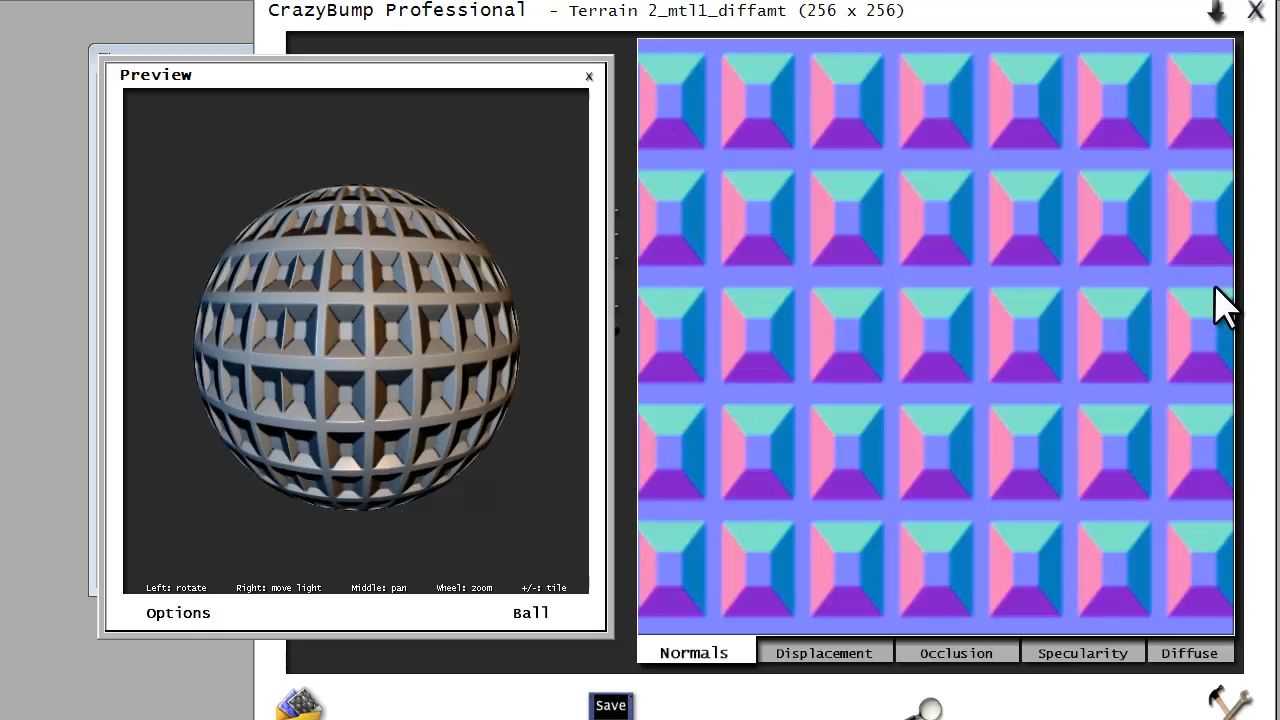 CrazyBump Professional - Terrain 2_mtl1_diffamt (256 x 256)
X
Preview
x
Left: rotate Right: move light Middle: pan Wheel: zoom +/-: tile
Options Ball
Normals Displacement Occlusion Specularity Diffuse
Save